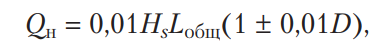 Qн = 0,01HsLобщ(1 ± 0,01D),